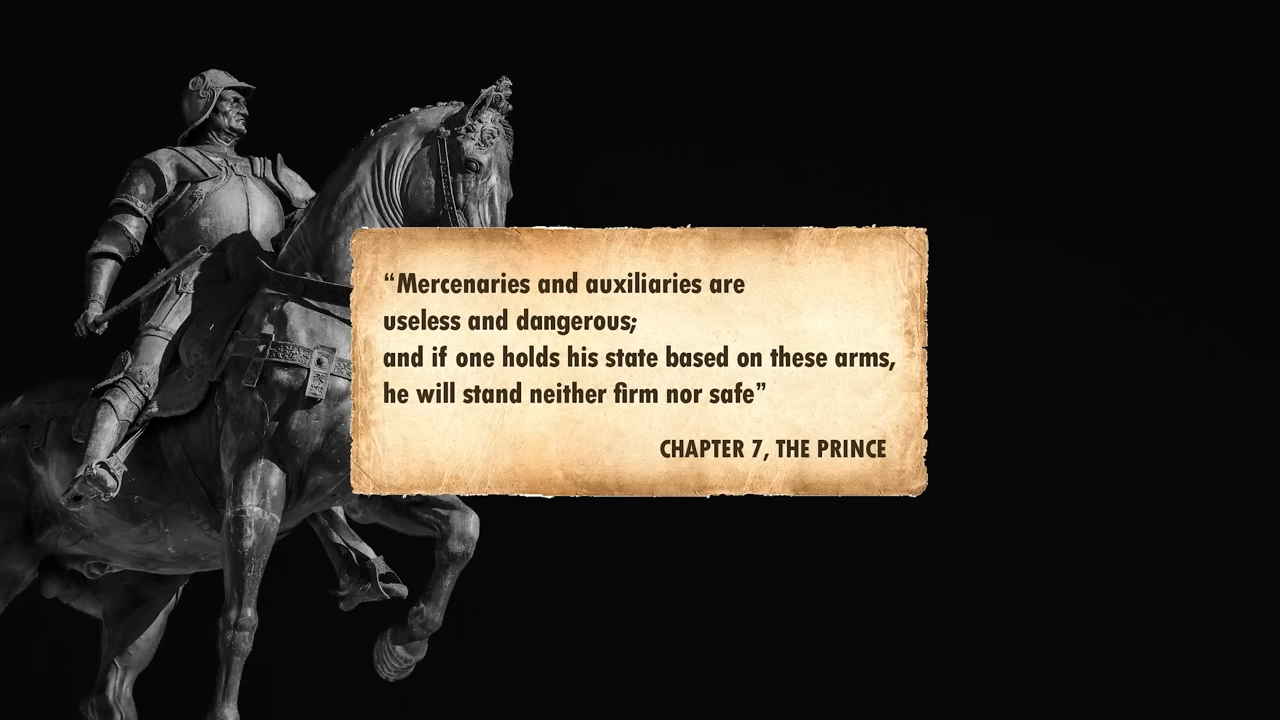 “Mercenaries and auxiliaries are
useless and dangerous;
and if one holds his state based on these arms,
he will stand neither firm nor safe”
CHAPTER 7, THE PRINCE